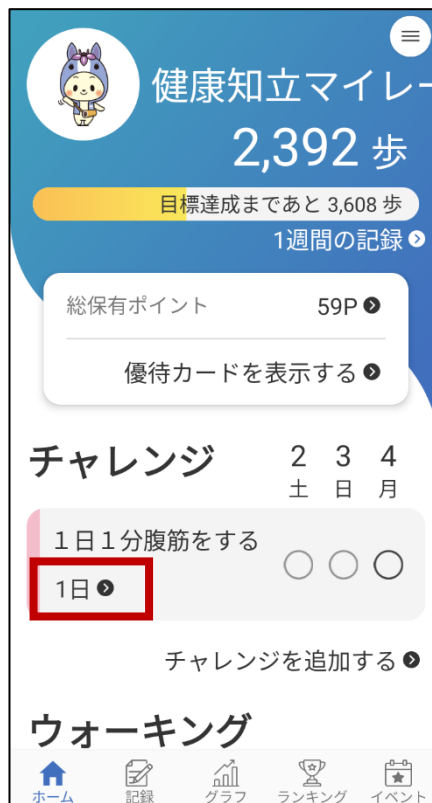 健康知立マイレー
2,392 歩
目標達成まであと 3,608 歩
1週間の記録
総保有ポイント 59P
優待カードを表示する
チャレンジ 2 3 4
土 日 月
１日１分腹筋をする
1日
チャレンジを追加する
ウォーキング
ホーム 記録 グラフ ランキング イベント